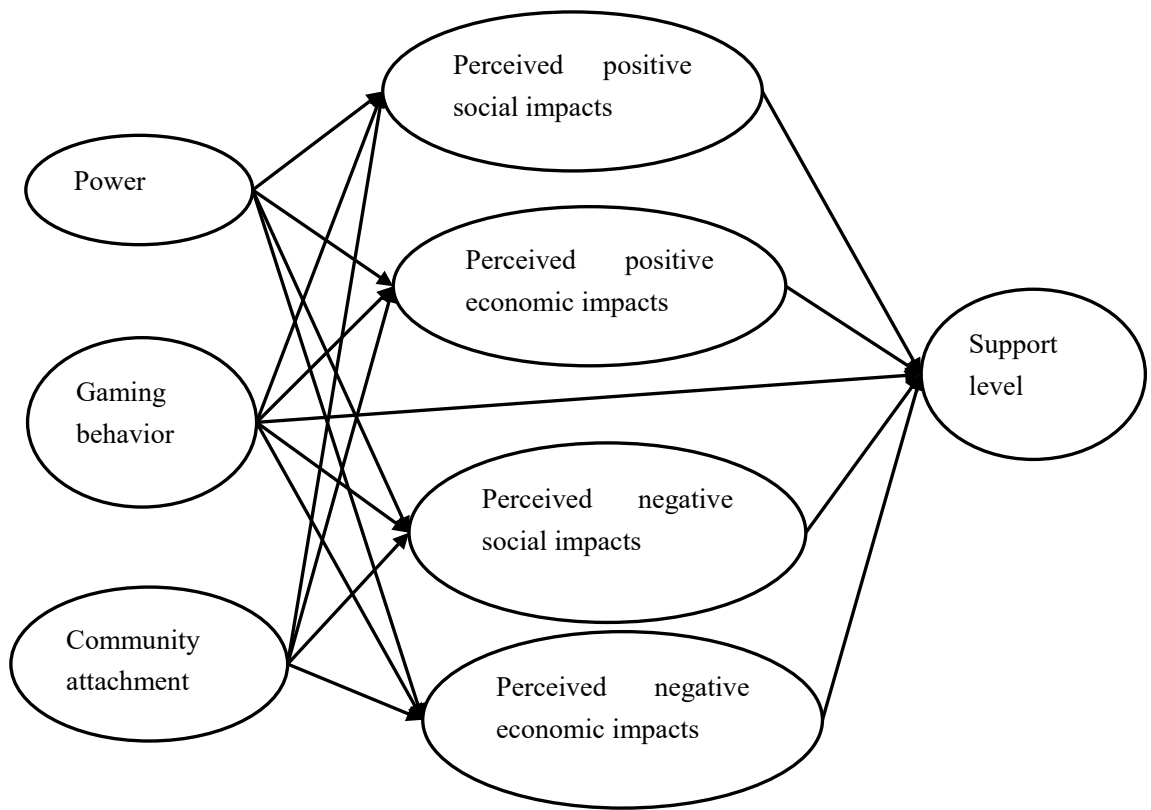 Perceived positive
social impacts
Power
Perceived positive
economic impacts
Support
level
Gaming
behavior
Perceived negative
social impacts
Community
attachment
Perceived negative
economic impacts